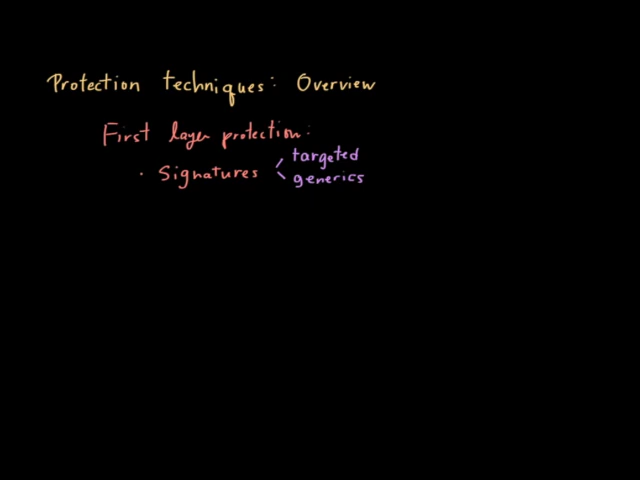 Protection techniques: Overview
First layer protection:
targeted
• Signatures
generics